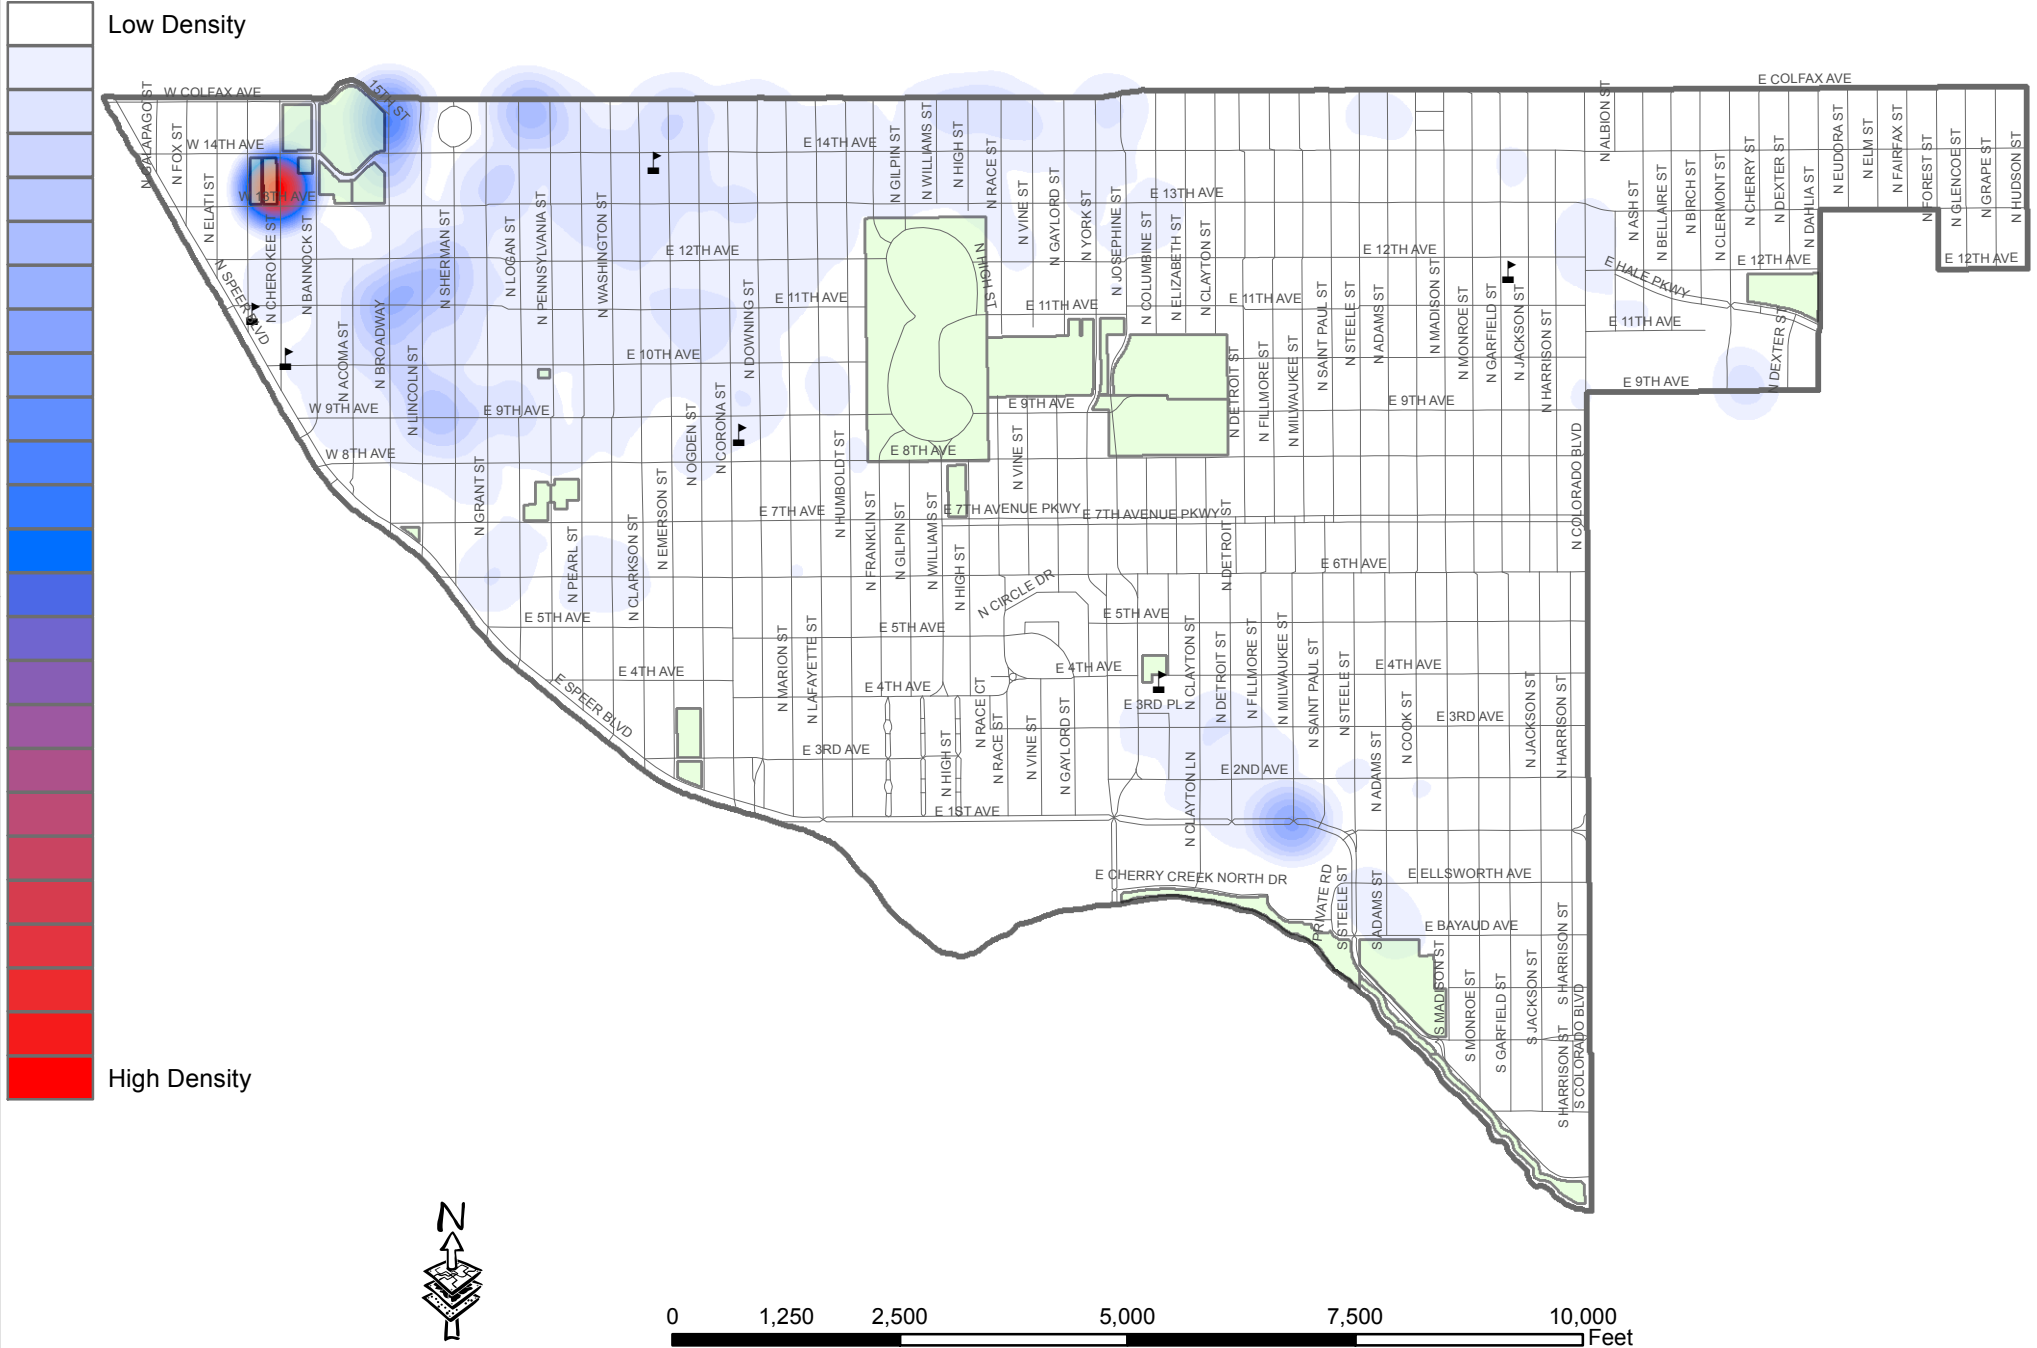 Low Density
High Density
E COLFAX AVE
W COLFAX AVE
15TH ST
N GALAPAGO ST
N FOX ST
W 14TH AVE
E 14TH AVE
N GILPIN ST
N WILLIAMS ST
N HIGH ST
N RACE ST
N ALBION ST
N EUDORA ST
N ELM ST
N FAIRFAX ST
N FOREST ST
N GLENCOE ST
N GRAPE ST
N HUDSON ST
N ELATI ST
W 13TH AVE
E 13TH AVE
N CHEROKEE ST
N BANNOCK ST
N SHERMAN ST
N LOGAN ST
N PENNSYLVANIA ST
N WASHINGTON ST
N VINE ST
N GAYLORD ST
N YORK ST
N JOSEPHINE ST
N COLUMBINE ST
N ELIZABETH ST
N CLAYTON ST
N ASH ST
N BELLAIRE ST
N BIRCH ST
N CLERMONT ST
N CHERRY ST
N DEXTER ST
N DAHLIA ST
E 12TH AVE
E 12TH AVE
E 12TH AVE
E 12TH AVE
N HIGH ST
E HALE PKWY
N SPEER BLVD
E 11TH AVE
E 11TH AVE
E 11TH AVE
E 11TH AVE
N ACOMA ST
N BROADWAY
N LINCOLN ST
N DOWNING ST
N SAINT PAUL ST
N STEELE ST
N ADAMS ST
N MADISON ST
N MONROE ST
N GARFIELD ST
N JACKSON ST
N HARRISON ST
N DEXTER ST
E 10TH AVE
N DETROIT ST
N FILLMORE ST
N MILWAUKEE ST
E 9TH AVE
W 9TH AVE
E 9TH AVE
E 9TH AVE
E 9TH AVE
N OGDEN ST
N CORONA ST
W 8TH AVE
E 8TH AVE
N HUMBOLDT ST
N VINE ST
N COLORADO BLVD
N GRANT ST
N EMERSON ST
E 7TH AVE
E 7TH AVENUE PKWY
E 7TH AVENUE PKWY
N PEARL ST
N CLARKSON ST
N FRANKLIN ST
N GILPIN ST
N WILLIAMS ST
N HIGH ST
N DETROIT ST
E 6TH AVE
N CIRCLE DR
E 5TH AVE
E 5TH AVE
E 5TH AVE
N MARION ST
N LAFAYETTE ST
N CLAYTON ST
N DETROIT ST
N FILLMORE ST
N MILWAUKEE ST
N SAINT PAUL ST
N STEELE ST
E 4TH AVE
E 4TH AVE
E 4TH AVE
E 4TH AVE
E SPEER BLVD
N RACE CT
N RACE ST
N VINE ST
N GAYLORD ST
E 3RD PL
N COOK ST
E 3RD AVE
E 3RD AVE
N JACKSON ST
N HARRISON ST
N HIGH ST
N CLAYTON LN
E 2ND AVE
N ADAMS ST
E 1ST AVE
E CHERRY CREEK NORTH DR
PRIVATE RD
S STEELE ST
S ADAMS ST
E ELLSWORTH AVE
E BAYAUD AVE
S MADISON ST
S MONROE ST
S GARFIELD ST
S JACKSON ST
S HARRISON ST
S HARRISON ST
S COLORADO BLVD
N
0 1,250 2,500 5,000 7,500 10,000
Feet